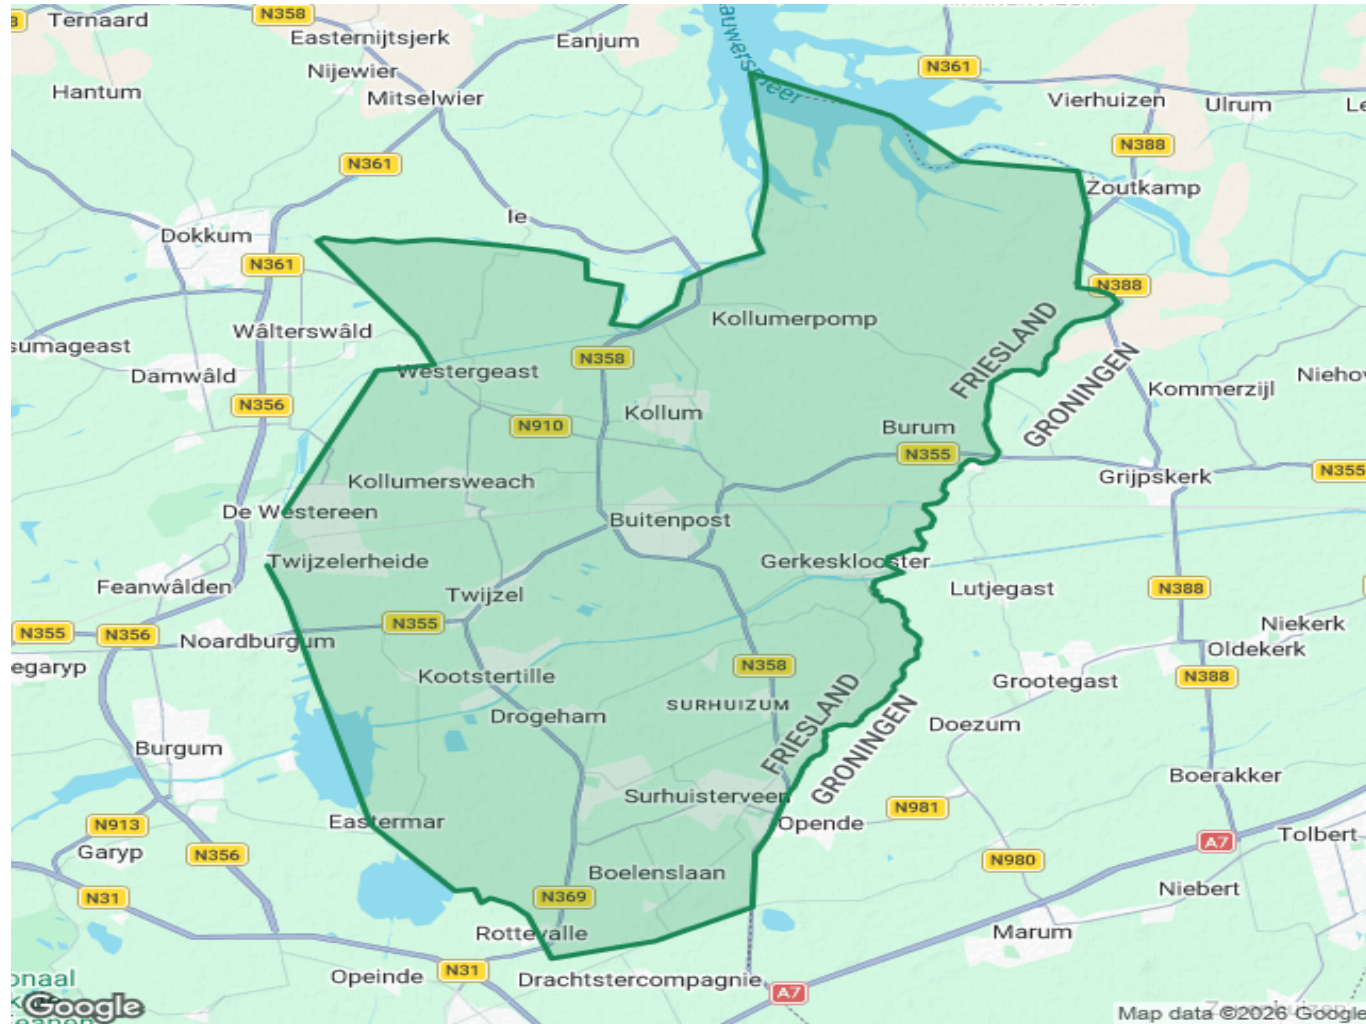 N358
Ternaard
Easternijtsjerk
Eanjum
Nijewier
Hantum
Mitselwier
N361
Vierhuizen
Ulrum
N388
N361
Zoutkamp
Ie
Dokkum
N361
N388
Kollumerpomp
Wâlterswâld
sumageast
Damwâld
N358
Westergeast
FRIESLAND
GRONINGEN
Kommerzijl
Niehov
N356
Kollum
N910
Burum
N355
Grijpskerk
N355
Kollumersweach
De Westereen
Buitenpost
Twijzelerheide
Gerkesklooster
Feanwâlden
Twijzel
Lutjegast
N388
N355
N356
N355
Noardburgum
Niekerk
Oldekerk
egaryp
N358
Kootstertille
Grootegast
N388
SURHUIZUM
Drogeham
FRIESLAND
GRONINGEN
Doezum
Burgum
Boerakker
Surhuisterveen
N981
N913
Eastermar
Opende
Tolbert
Garyp
N356
A7
N980
Boelenslaan
Niebert
N31
N369
Rottevalle
Marum
Opeinde
N31
Drachtstercompagnie
A7
onaal
Google
Map data ©2026 Google